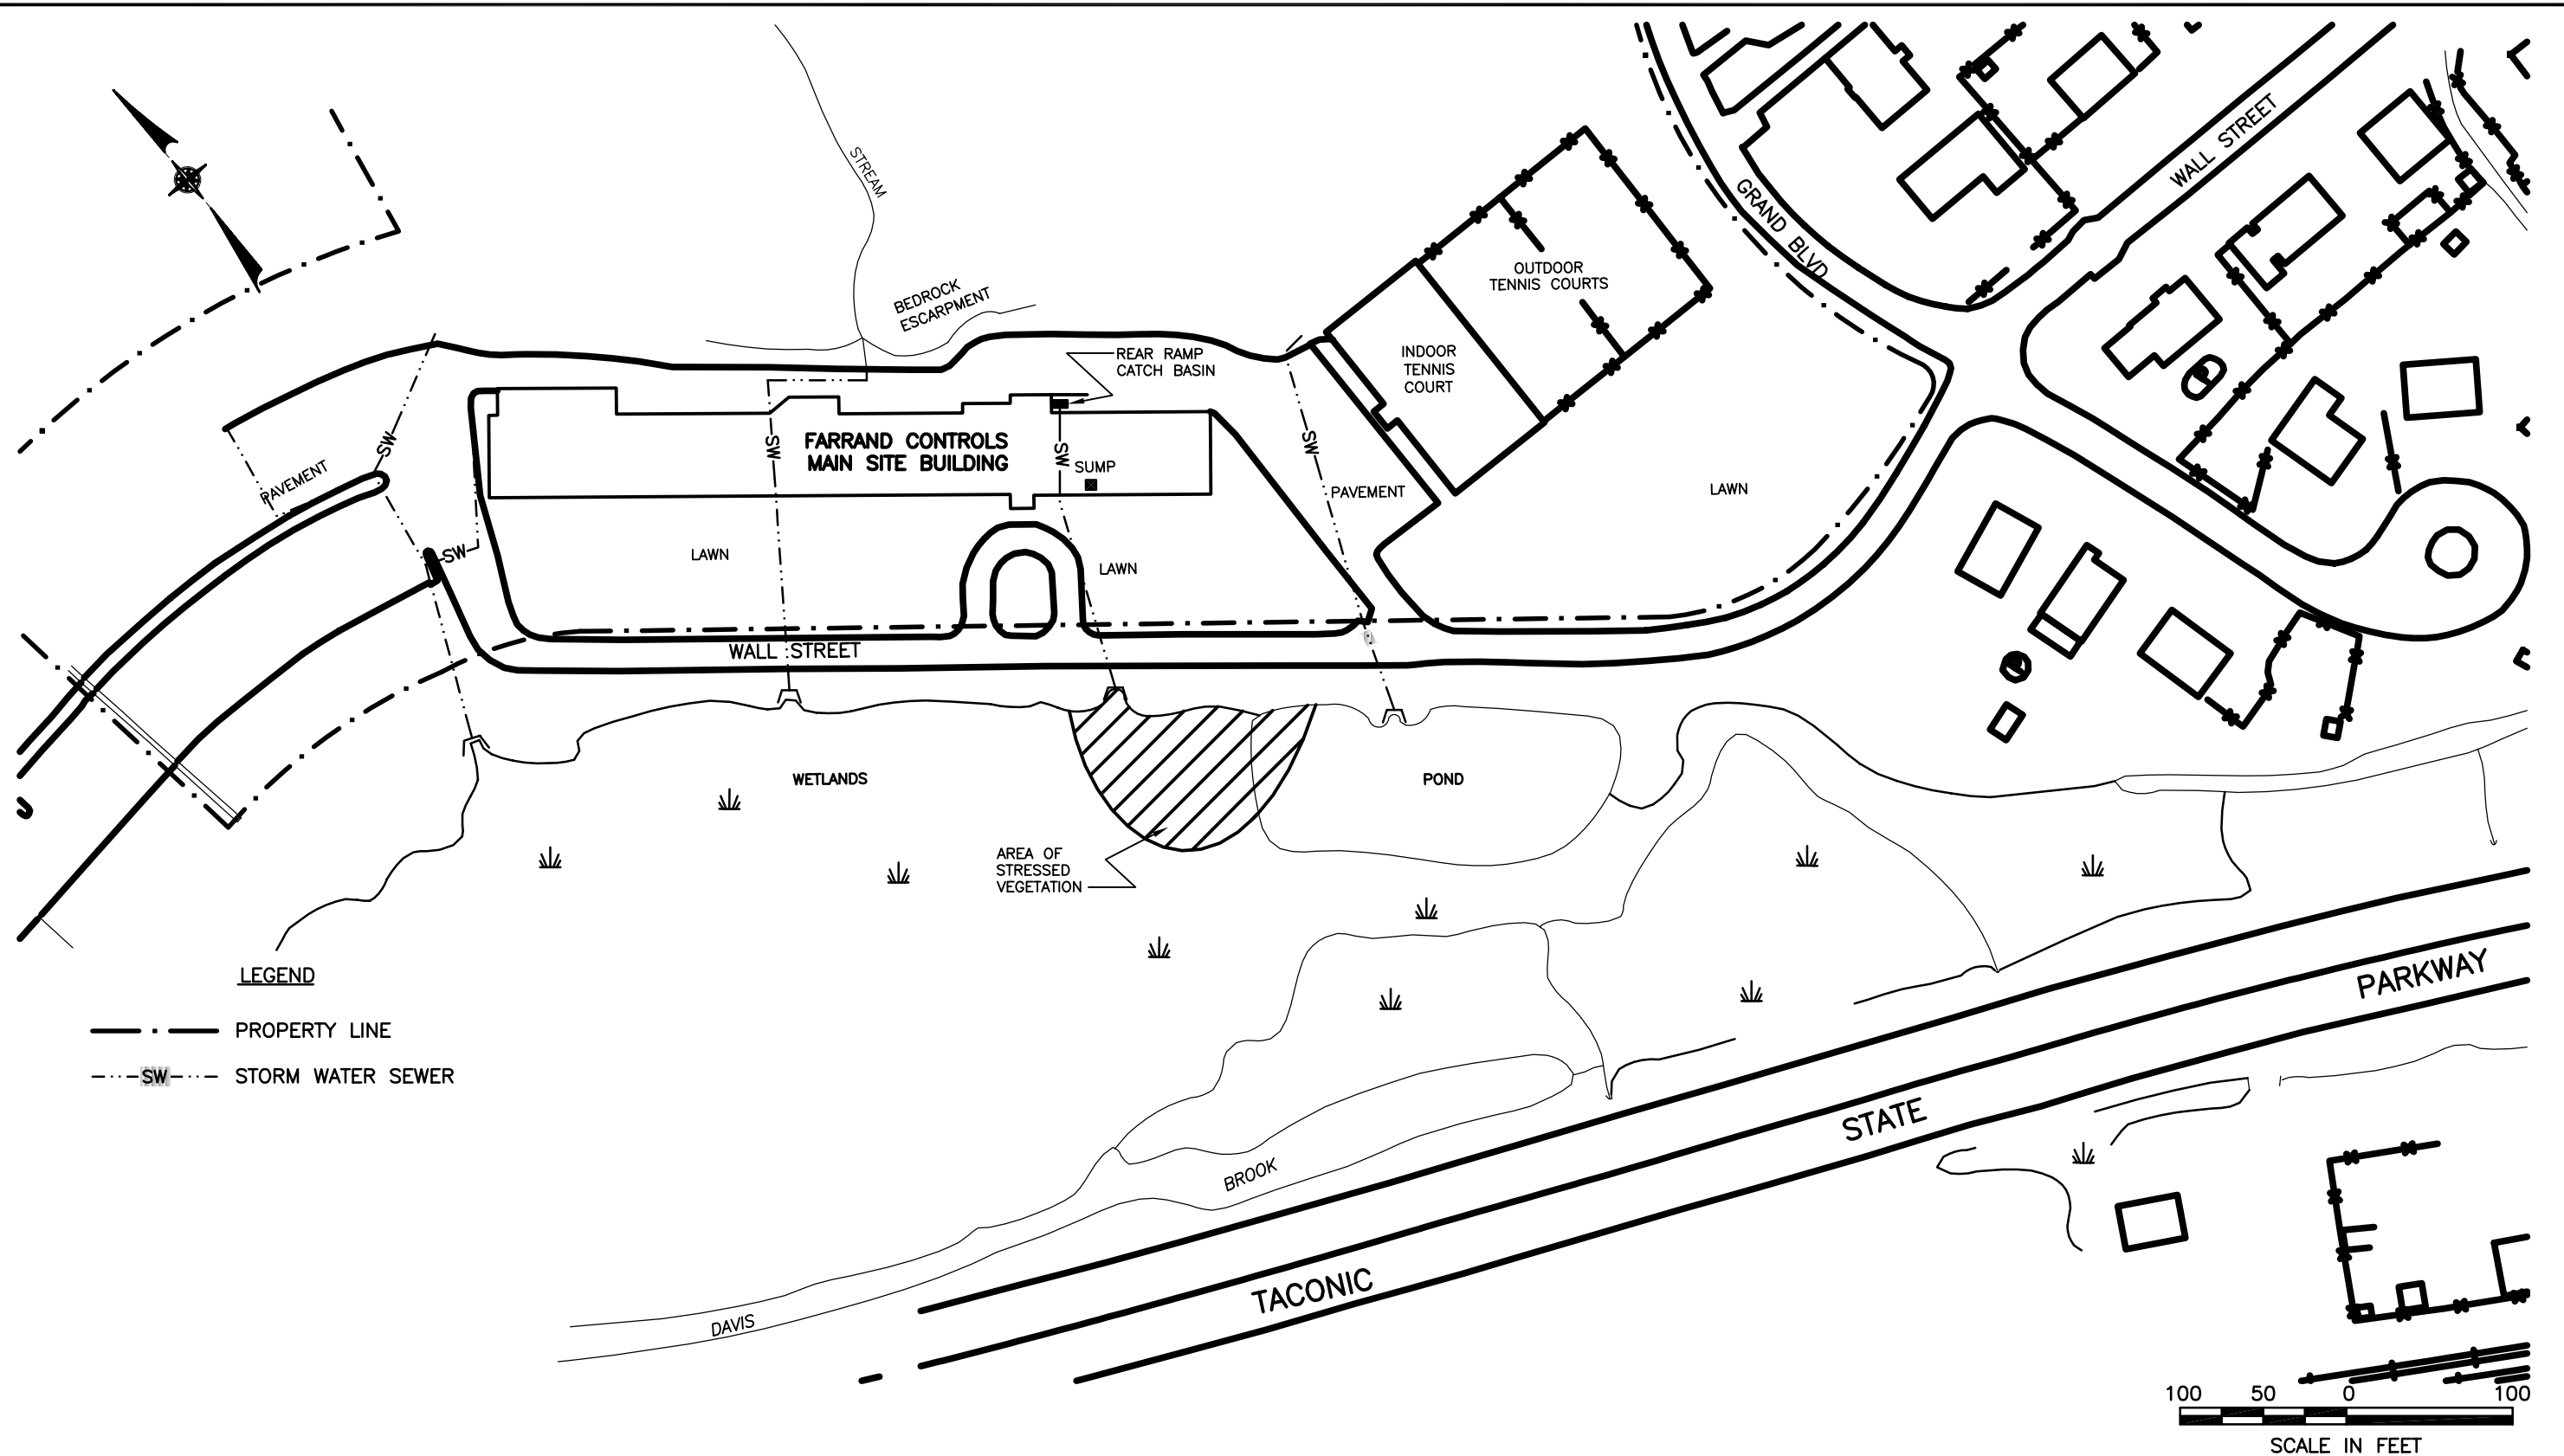 STREAM
BEDROCK
ESCARPMENT
GRAND BLVD
WALL STREET
OUTDOOR
TENNIS COURTS
INDOOR
TENNIS
COURT
REAR RAMP
CATCH BASIN
SW
SW
SW
SW
SW
PAVEMENT
FARRAND CONTROLS
MAIN SITE BUILDING
SUMP
PAVEMENT
LAWN
LAWN
LAWN
WALL STREET
WETLANDS
POND
AREA OF
STRESSED
VEGETATION
LEGEND
PROPERTY LINE
SW STORM WATER SEWER
DAVIS
BROOK
TACONIC
STATE
PARKWAY
100 50 0 100
SCALE IN FEET